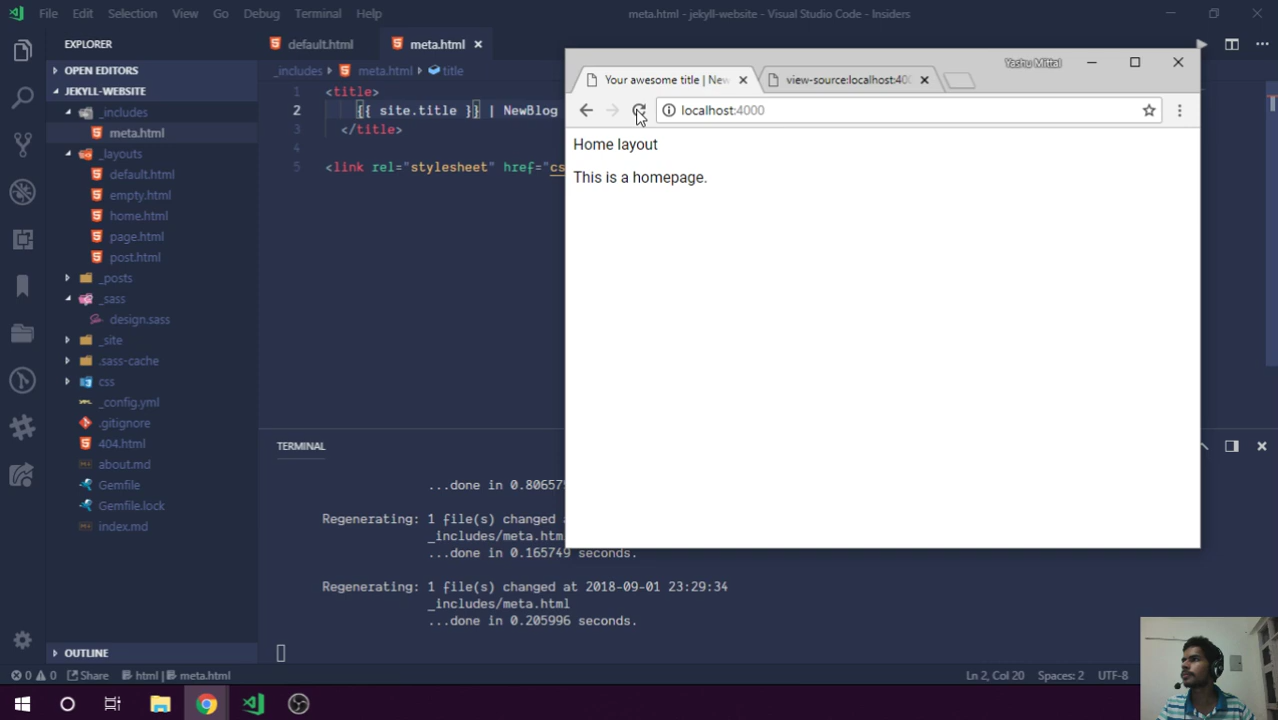 File Edit Selection View Go Debug Terminal Help
meta.html - jekyll-website - Visual Studio Code - Insiders
EXPLORER
OPEN EDITORS
JEKYLL-WEBSITE
_includes
meta.html
_layouts
default.html
empty.html
home.html
page.html
post.html
_posts
_sass
design.sass
_site
.sass-cache
css
_config.yml
.gitignore
404.html
about.md
Gemfile
Gemfile.lock
index.md
OUTLINE
default.html
meta.html
_includes meta.html title
1 <title>
2 {{ site.title }} | NewBlog
3 </title>
4
5 <link rel="stylesheet" href="cs
Yashu Mittal
Your awesome title | New
view-source:localhost:400
localhost:4000
Home layout
This is a homepage.
TERMINAL
...done in 0.80657
Regenerating: 1 file(s) changed
_includes/meta.htm
...done in 0.165749 seconds.
Regenerating: 1 file(s) changed at 2018-09-01 23:29:34
_includes/meta.html
...done in 0.205996 seconds.
0 0 Share html | meta.html
Ln 2, Col 20 Spaces: 2 UTF-8